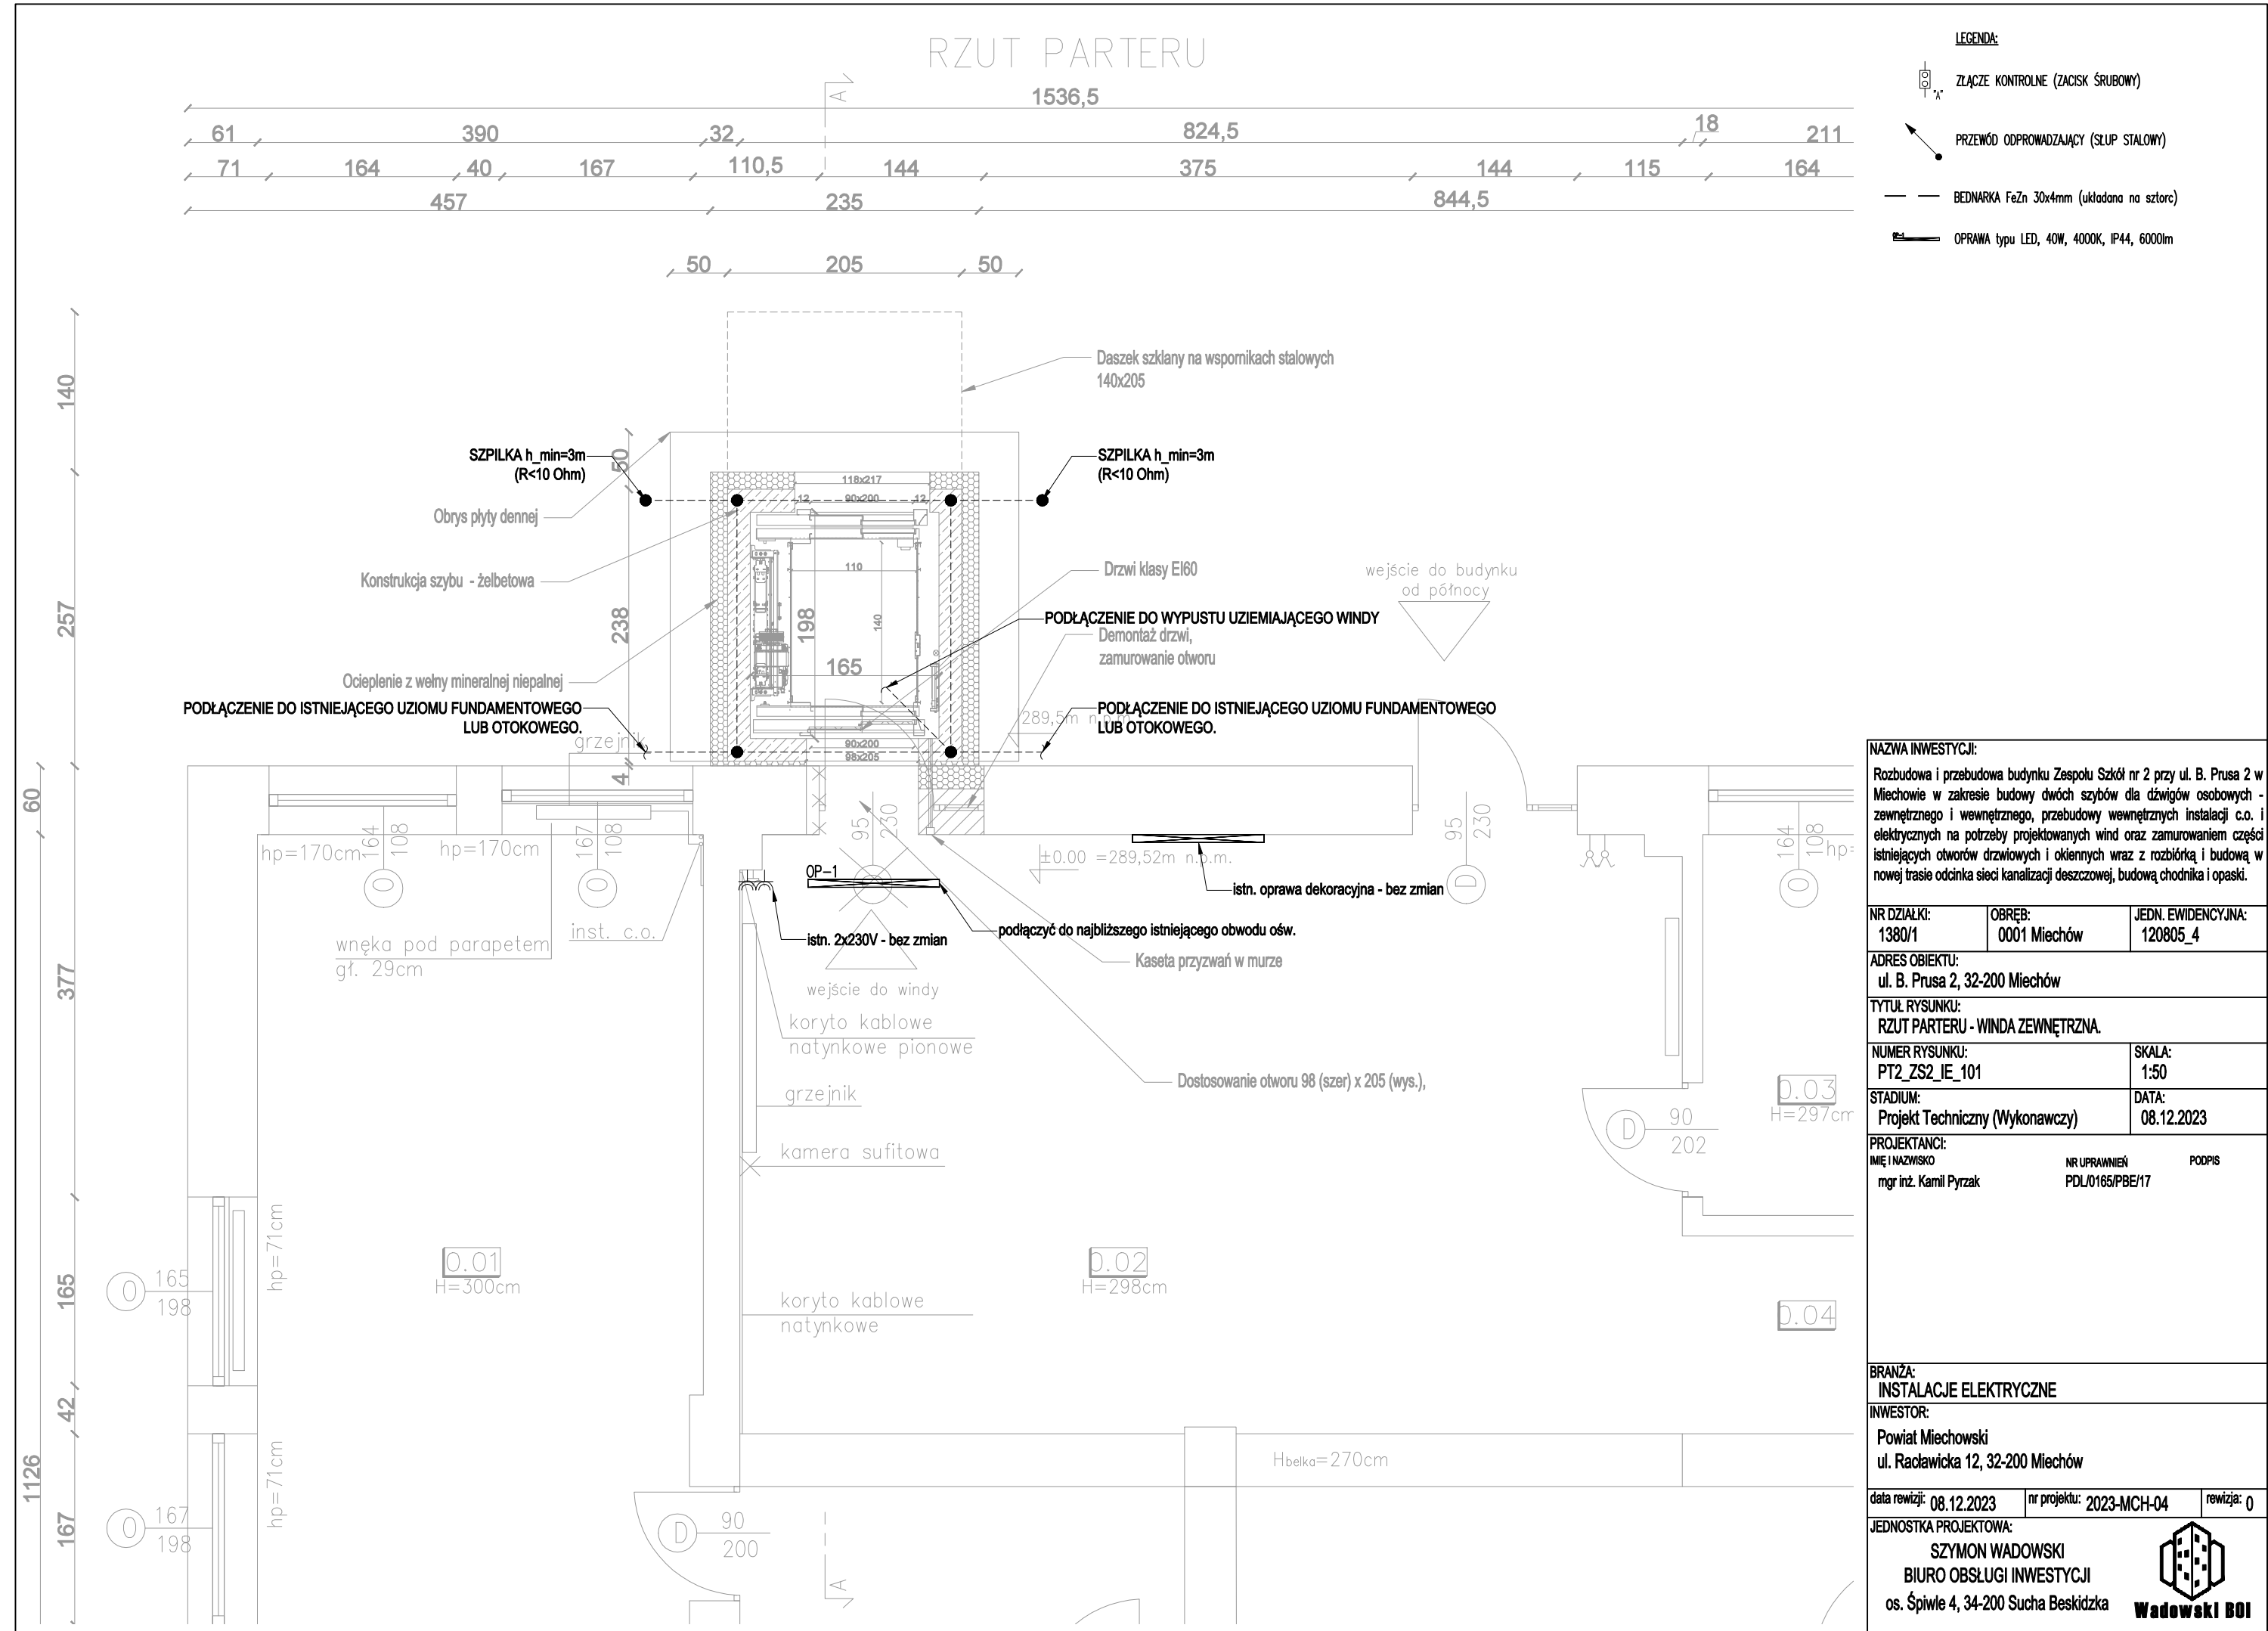 RZUT PARTERU
A
1536,5
61
390
32
824,5
18
211
71
164
40
167
110,5
144
375
144
115
164
457
235
844,5
50
205
50
LEGENDA:
"A"
ZŁĄCZE KONTROLNE (ZACISK ŚRUBOWY)
PRZEWÓD ODPROWADZAJĄCY (SŁUP STALOWY)
BEDNARKA FeZn 30x4mm (układana na sztorc)
OPRAWA typu LED, 40W, 4000K, IP44, 6000lm
140
257
60
377
165
42
1126
167
50
238
4
Daszek szklany na wspornikach stalowych
140x205
SZPILKA h_min=3m
(R<10 Ohm)
SZPILKA h_min=3m
(R<10 Ohm)
118x217
12
90x200
12
Obrys płyty dennej
Konstrukcja szybu - żelbetowa
110
198
140
165
Drzwi klasy EI60
wejście do budynku
od północy
PODŁĄCZENIE DO WYPUSTU UZIEMIAJĄCEGO WINDY
Demontaż drzwi,
zamurowanie otworu
Ocieplenie z wełny mineralnej niepalnej
PODŁĄCZENIE DO ISTNIEJĄCEGO UZIOMU FUNDAMENTOWEGO
LUB OTOKOWEGO.
PODŁĄCZENIE DO ISTNIEJĄCEGO UZIOMU FUNDAMENTOWEGO
LUB OTOKOWEGO.
289,5m n.p.m.
grzejnik
90x200
98x205
hp=170cm
164
108
O
hp=170cm
167
108
O
95
230
±0.00 =289,52m n.p.m.
95
230
D
164
108
O
hp=
OP-1
istn. oprawa dekoracyjna - bez zmian
podłączyć do najbliższego istniejącego obwodu ośw.
istn. 2x230V - bez zmian
inst. c.o.
wnęka pod parapetem
gł. 29cm
Kaseta przyzwań w murze
wejście do windy
koryto kablowe
natynkowe pionowe
Dostosowanie otworu 98 (szer) x 205 (wys.),
grzejnik
kamera sufitowa
D
90
202
0.03
H=297cm
hp=71cm
0.01
H=300cm
0.02
H=298cm
0.04
O
165
198
koryto kablowe
natynkowe
hp=71cm
Hbelka=270cm
O
167
198
D
90
200
A
NAZWA INWESTYCJI:
Rozbudowa i przebudowa budynku Zespołu Szkół nr 2 przy ul. B. Prusa 2 w
Miechowie w zakresie budowy dwóch szybów dla dźwigów osobowych -
zewnętrznego i wewnętrznego, przebudowy wewnętrznych instalacji c.o. i
elektrycznych na potrzeby projektowanych wind oraz zamurowaniem części
istniejących otworów drzwiowych i okiennych wraz z rozbiórką i budową w
nowej trasie odcinka sieci kanalizacji deszczowej, budową chodnika i opaski.
NR DZIAŁKI:
1380/1
OBRĘB:
0001 Miechów
JEDN. EWIDENCYJNA:
120805_4
ADRES OBIEKTU:
ul. B. Prusa 2, 32-200 Miechów
TYTUŁ RYSUNKU:
RZUT PARTERU - WINDA ZEWNĘTRZNA.
NUMER RYSUNKU:
PT2_ZS2_IE_101
SKALA:
1:50
STADIUM:
Projekt Techniczny (Wykonawczy)
DATA:
08.12.2023
PROJEKTANCI:
IMIĘ I NAZWISKO
NR UPRAWNIEŃ
PODPIS
mgr inż. Kamil Pyrzak
PDL/0165/PBE/17
BRANŻA:
INSTALACJE ELEKTRYCZNE
INWESTOR:
Powiat Miechowski
ul. Racławicka 12, 32-200 Miechów
data rewizji: 08.12.2023
nr projektu: 2023-MCH-04
rewizja: 0
JEDNOSTKA PROJEKTOWA:
SZYMON WADOWSKI
BIURO OBSŁUGI INWESTYCJI
os. Śpiwle 4, 34-200 Sucha Beskidzka
Wadowski BOI